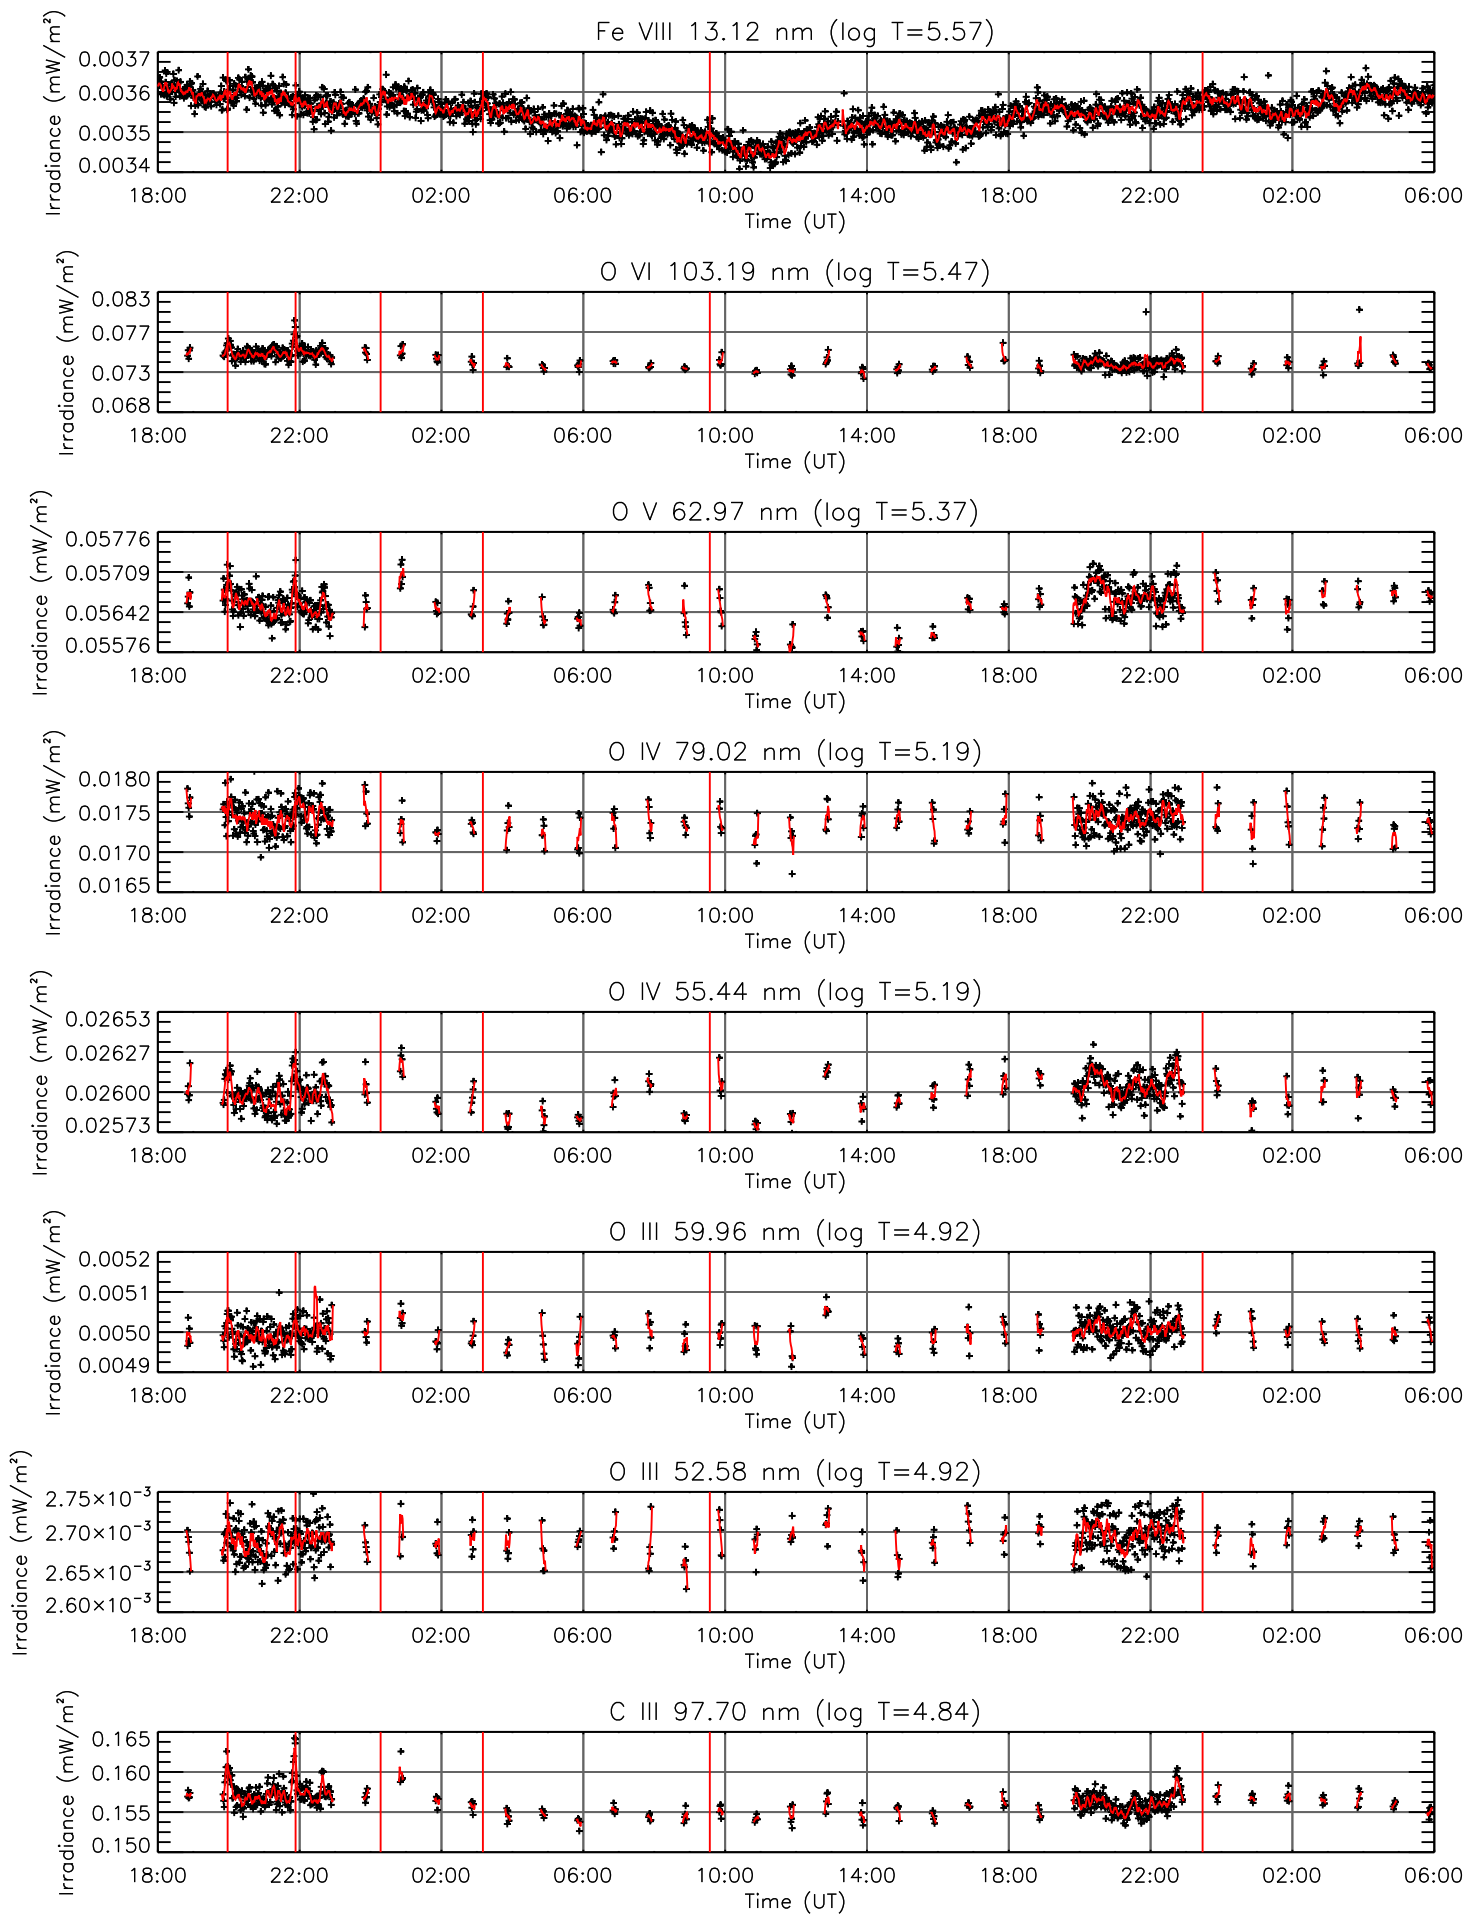 Fe VIII 13.12 nm (log T=5.57)
Irradiance (mW/m²)
0.0037
0.0036
0.0035
0.0034
18:00 22:00 02:00 06:00 10:00 14:00 18:00 22:00 02:00 06:00
Time (UT)
O VI 103.19 nm (log T=5.47)
Irradiance (mW/m²)
0.083
0.077
0.073
0.068
18:00 22:00 02:00 06:00 10:00 14:00 18:00 22:00 02:00 06:00
Time (UT)
O V 62.97 nm (log T=5.37)
Irradiance (mW/m²)
0.05776
0.05709
0.05642
0.05576
18:00 22:00 02:00 06:00 10:00 14:00 18:00 22:00 02:00 06:00
Time (UT)
O IV 79.02 nm (log T=5.19)
Irradiance (mW/m²)
0.0180
0.0175
0.0170
0.0165
18:00 22:00 02:00 06:00 10:00 14:00 18:00 22:00 02:00 06:00
Time (UT)
O IV 55.44 nm (log T=5.19)
Irradiance (mW/m²)
0.02653
0.02627
0.02600
0.02573
18:00 22:00 02:00 06:00 10:00 14:00 18:00 22:00 02:00 06:00
Time (UT)
O III 59.96 nm (log T=4.92)
Irradiance (mW/m²)
0.0052
0.0051
0.0050
0.0049
18:00 22:00 02:00 06:00 10:00 14:00 18:00 22:00 02:00 06:00
Time (UT)
O III 52.58 nm (log T=4.92)
Irradiance (mW/m²)
2.75×10⁻³
2.70×10⁻³
2.65×10⁻³
2.60×10⁻³
18:00 22:00 02:00 06:00 10:00 14:00 18:00 22:00 02:00 06:00
Time (UT)
C III 97.70 nm (log T=4.84)
Irradiance (mW/m²)
0.165
0.160
0.155
0.150
18:00 22:00 02:00 06:00 10:00 14:00 18:00 22:00 02:00 06:00
Time (UT)